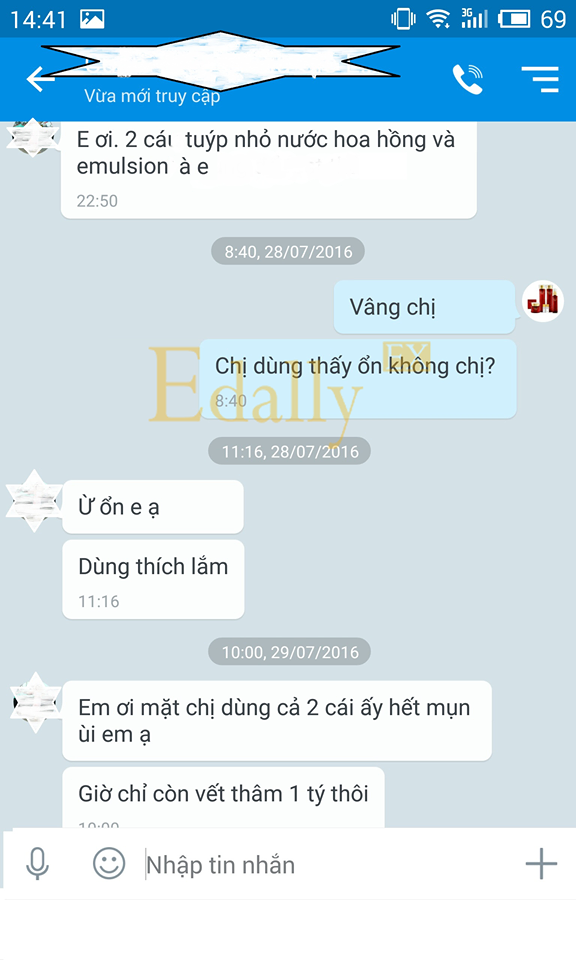 14:41
3G
69
Vừa mới truy cập
E ơi. 2 cái tuýp nhỏ nước hoa hồng và
emulsion à e
22:50
8:40, 28/07/2016
Vâng chị
Chị dùng thấy ổn không chị?
8:40
Edally
EX
11:16, 28/07/2016
Ừ ổn e ạ
Dùng thích lắm
11:16
10:00, 29/07/2016
Em ơi mặt chị dùng cả 2 cái ấy hết mụn
ùi em ạ
Giờ chỉ còn vết thâm 1 tý thôi
10:00
Nhập tin nhắn